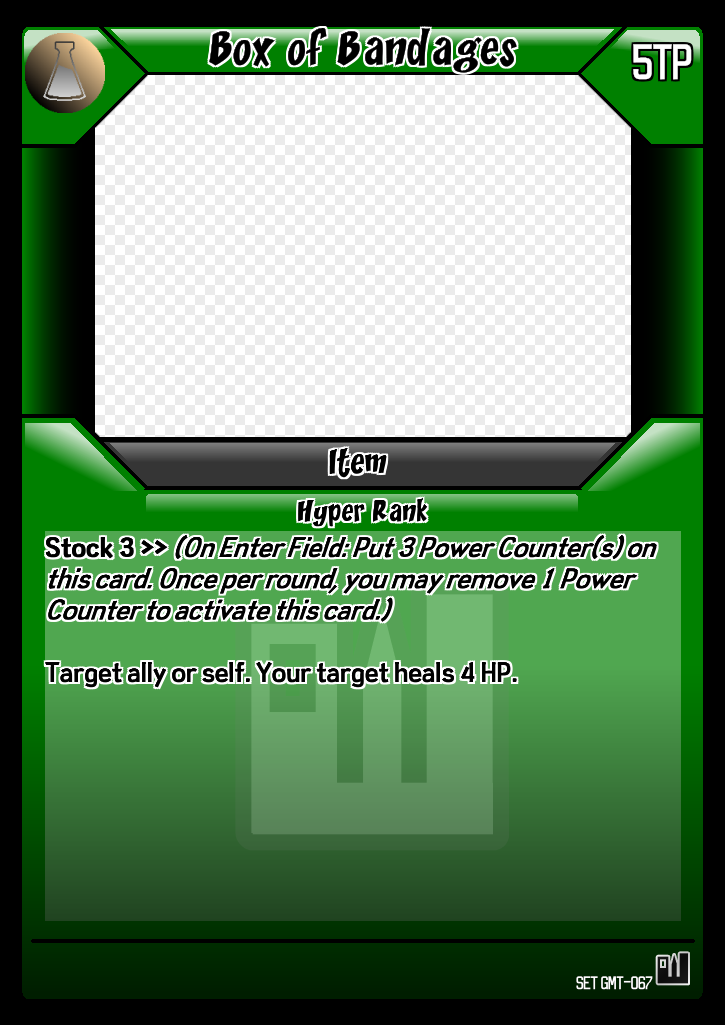 Box of Bandages
5TP
Item
Hyper Rank
Stock 3 >> (On Enter Field: Put 3 Power Counter(s) on
this card. Once per round, you may remove 1 Power
Counter to activate this card.)
Target ally or self. Your target heals 4 HP.
SET GMT-067